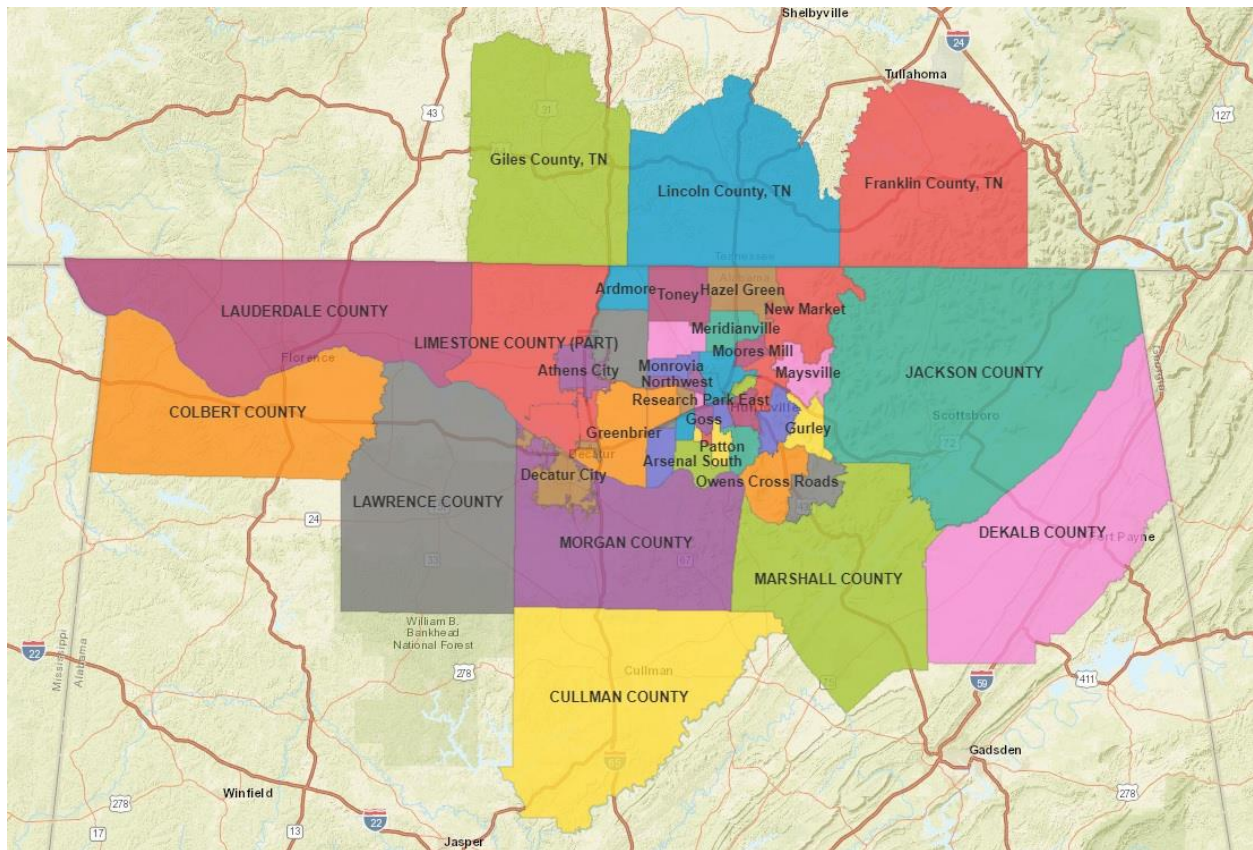 Shelbyville
24
Tullahoma
43
31
127
64
Giles County, TN
Lincoln County, TN
Franklin County, TN
Tennessee
Alabama
Ardmore
Toney
Hazel Green
New Market
LAUDERDALE COUNTY
Meridianville
LIMESTONE COUNTY (PART)
Moores Mill
Florence
Athens City
Monrovia
Maysville
JACKSON COUNTY
Northwest
COLBERT COUNTY
Research Park East
Huntsville
Scottsboro
Goss
Gurley
Greenbrier
72
Patton
Decatur
Arsenal South
Decatur City
Owens Cross Roads
LAWRENCE COUNTY
24
431
DEKALB COUNTY
Fort Payne
MORGAN COUNTY
33
67
MARSHALL COUNTY
William B.
Bankhead
National Forest
22
Mississippi
Alabama
278
Cullman
59
411
CULLMAN COUNTY
Gadsden
65
Winfield
278
278
22
17
13
Jasper